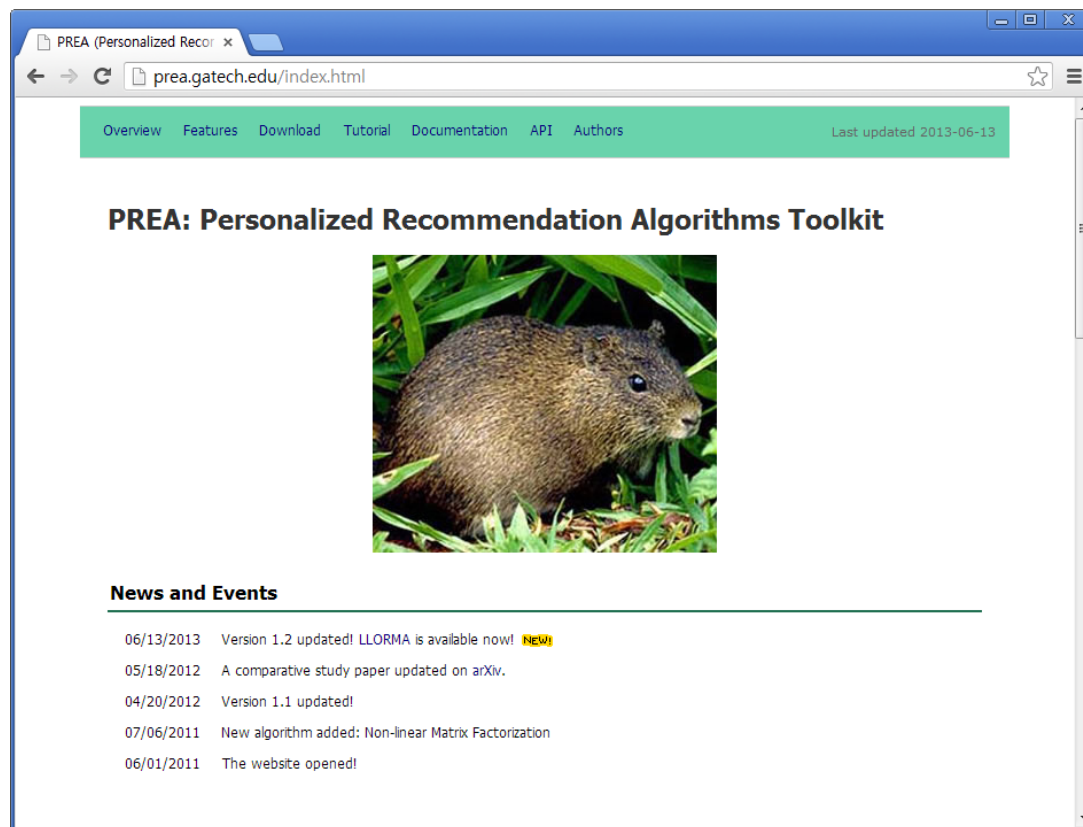 PREA (Personalized Recor
prea.gatech.edu/index.html
Overview Features Download Tutorial Documentation API Authors Last updated 2013-06-13
PREA: Personalized Recommendation Algorithms Toolkit
News and Events
06/13/2013 Version 1.2 updated! LLORMA is available now! NEW!
05/18/2012 A comparative study paper updated on arXiv.
04/20/2012 Version 1.1 updated!
07/06/2011 New algorithm added: Non-linear Matrix Factorization
06/01/2011 The website opened!